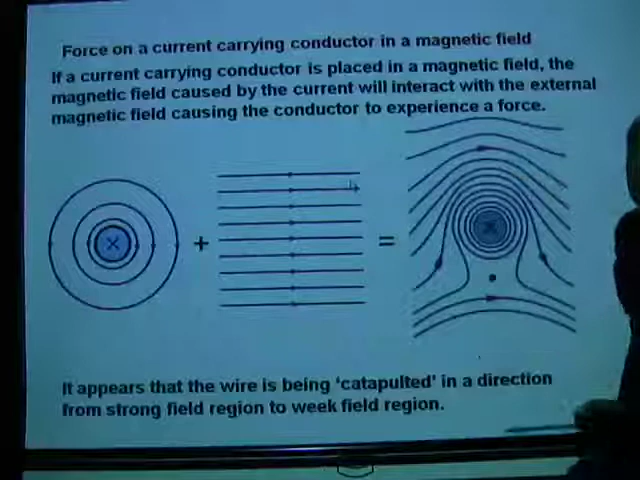 Force on a current carrying conductor in a magnetic field
If a current carrying conductor is placed in a magnetic field, the
magnetic field caused by the current will interact with the external
magnetic field causing the conductor to experience a force.
+ =
It appears that the wire is being 'catapulted' in a direction
from strong field region to week field region.